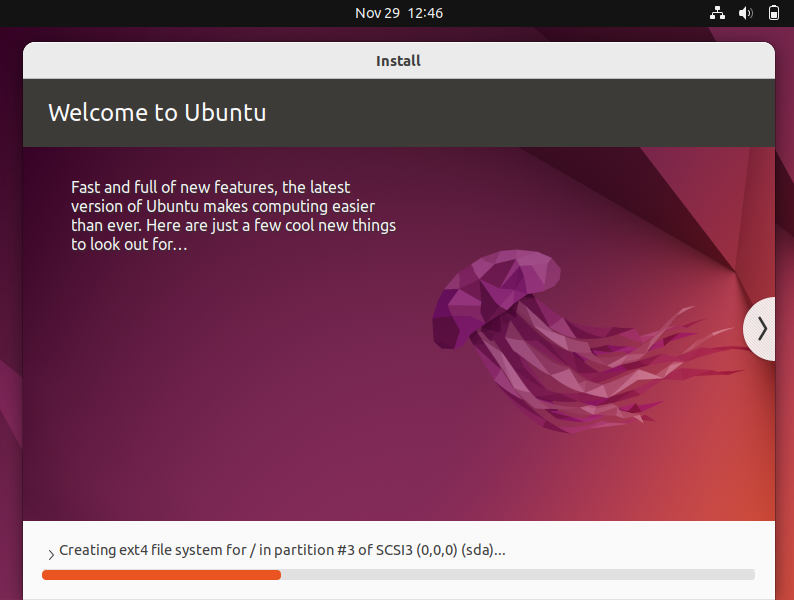 Nov 29 12:46
Install
Welcome to Ubuntu
Fast and full of new features, the latest
version of Ubuntu makes computing easier
than ever. Here are just a few cool new things
to look out for…
Creating ext4 file system for / in partition #3 of SCSI3 (0,0,0) (sda)...